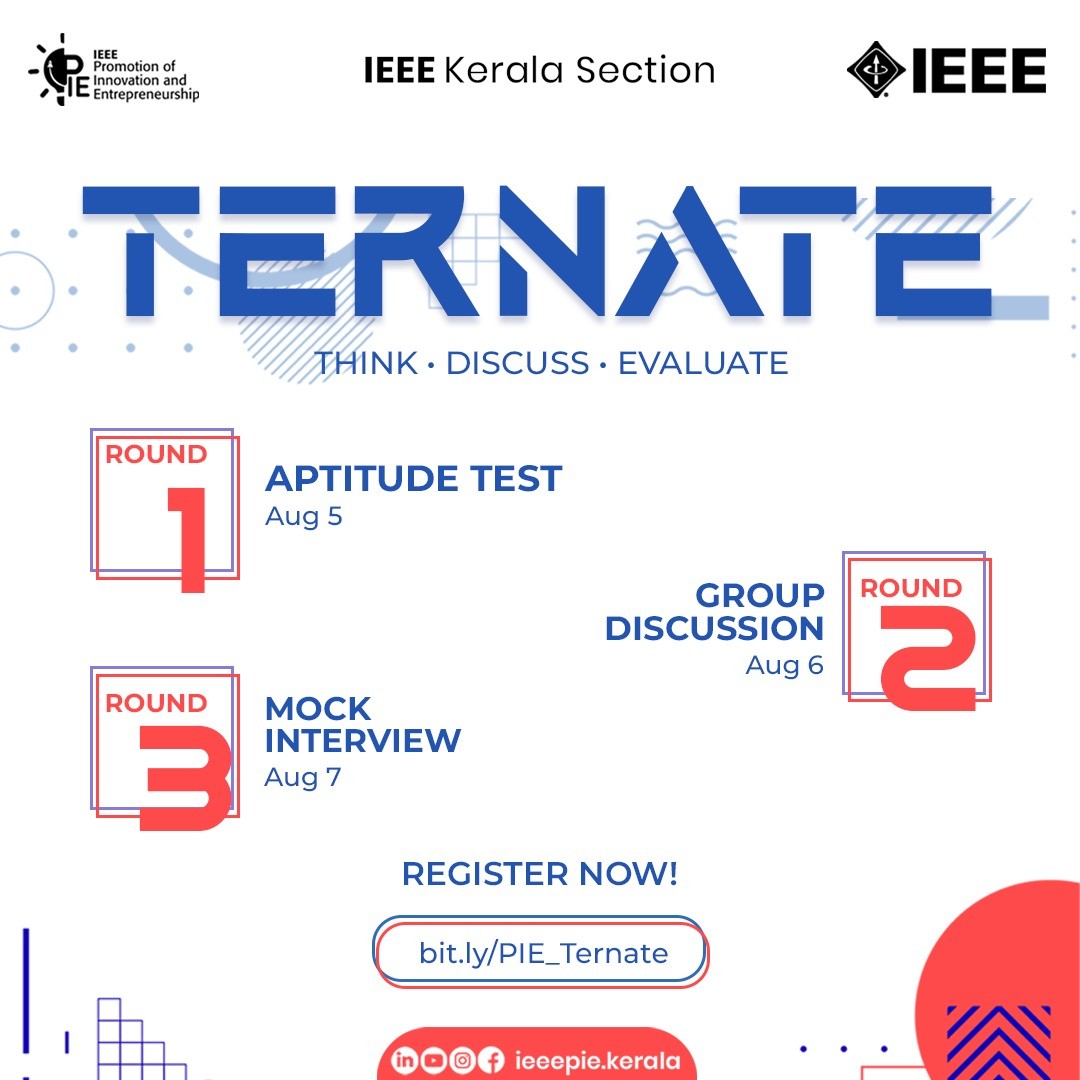 IEEE
Promotion of
Innovation and
Entrepreneurship
PIE
IEEE Kerala Section
IEEE
TERNATE
THINK • DISCUSS • EVALUATE
ROUND
1
APTITUDE TEST
Aug 5
GROUP
DISCUSSION
Aug 6
ROUND
2
ROUND
3
MOCK
INTERVIEW
Aug 7
REGISTER NOW!
bit.ly/PIE_Ternate
in
ieeepie.kerala